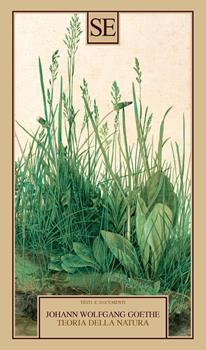 SE
TESTI E DOCUMENTI
JOHANN WOLFGANG GOETHE
TEORIA DELLA NATURA